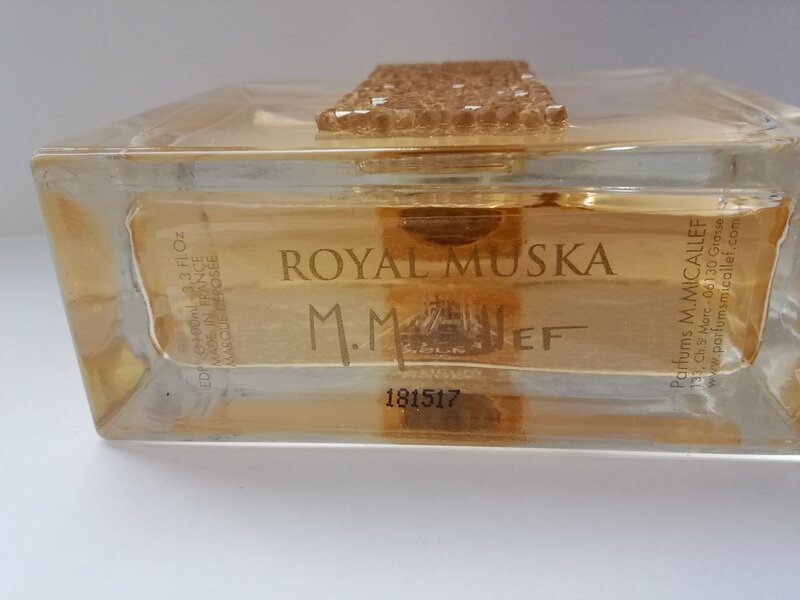 ROYAL MUSKA
M. MICALLEF
181517
EDP e 100ml - 3,3 Fl.Oz
MADE IN FRANCE
MARQUE DÉPOSÉE
Parfums M.MICALLEF
133, Ch.St Marc - 06130 Grasse
www.parfumsmicallef.com